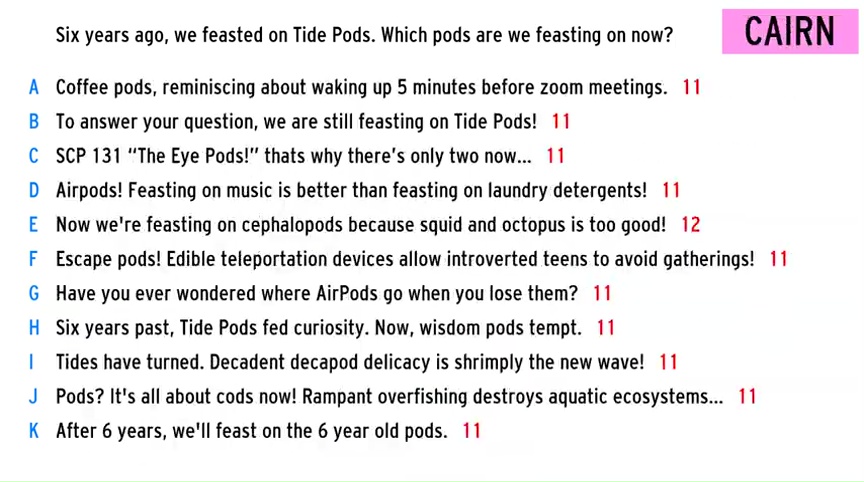 Six years ago, we feasted on Tide Pods. Which pods are we feasting on now?
CAIRN
A Coffee pods, reminiscing about waking up 5 minutes before zoom meetings. 11
B To answer your question, we are still feasting on Tide Pods! 11
C SCP 131 “The Eye Pods!” thats why there’s only two now... 11
D Airpods! Feasting on music is better than feasting on laundry detergents! 11
E Now we're feasting on cephalopods because squid and octopus is too good! 12
F Escape pods! Edible teleportation devices allow introverted teens to avoid gatherings! 11
G Have you ever wondered where AirPods go when you lose them? 11
H Six years past, Tide Pods fed curiosity. Now, wisdom pods tempt. 11
I Tides have turned. Decadent decapod delicacy is shrimply the new wave! 11
J Pods? It's all about cods now! Rampant overfishing destroys aquatic ecosystems... 11
K After 6 years, we'll feast on the 6 year old pods. 11